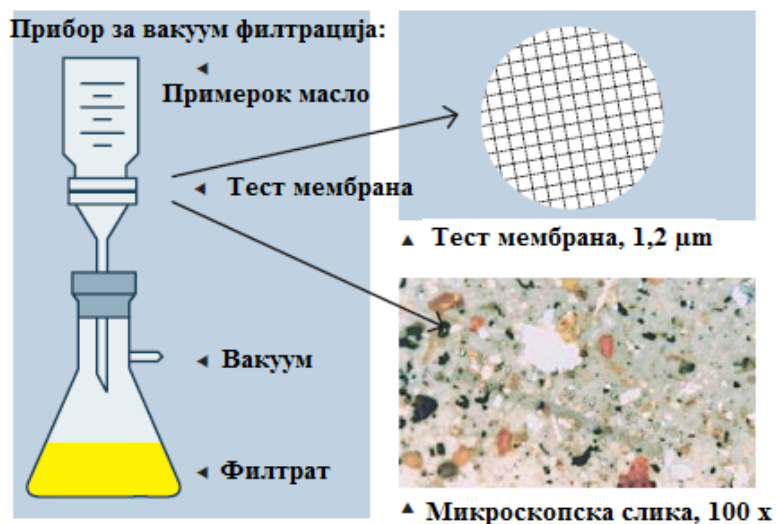 Прибор за вакуум филтрација:
Примерок масло
Тест мембрана
Вакуум
Филтрат
Тест мембрана, 1,2 µm
Микроскопска слика, 100 x